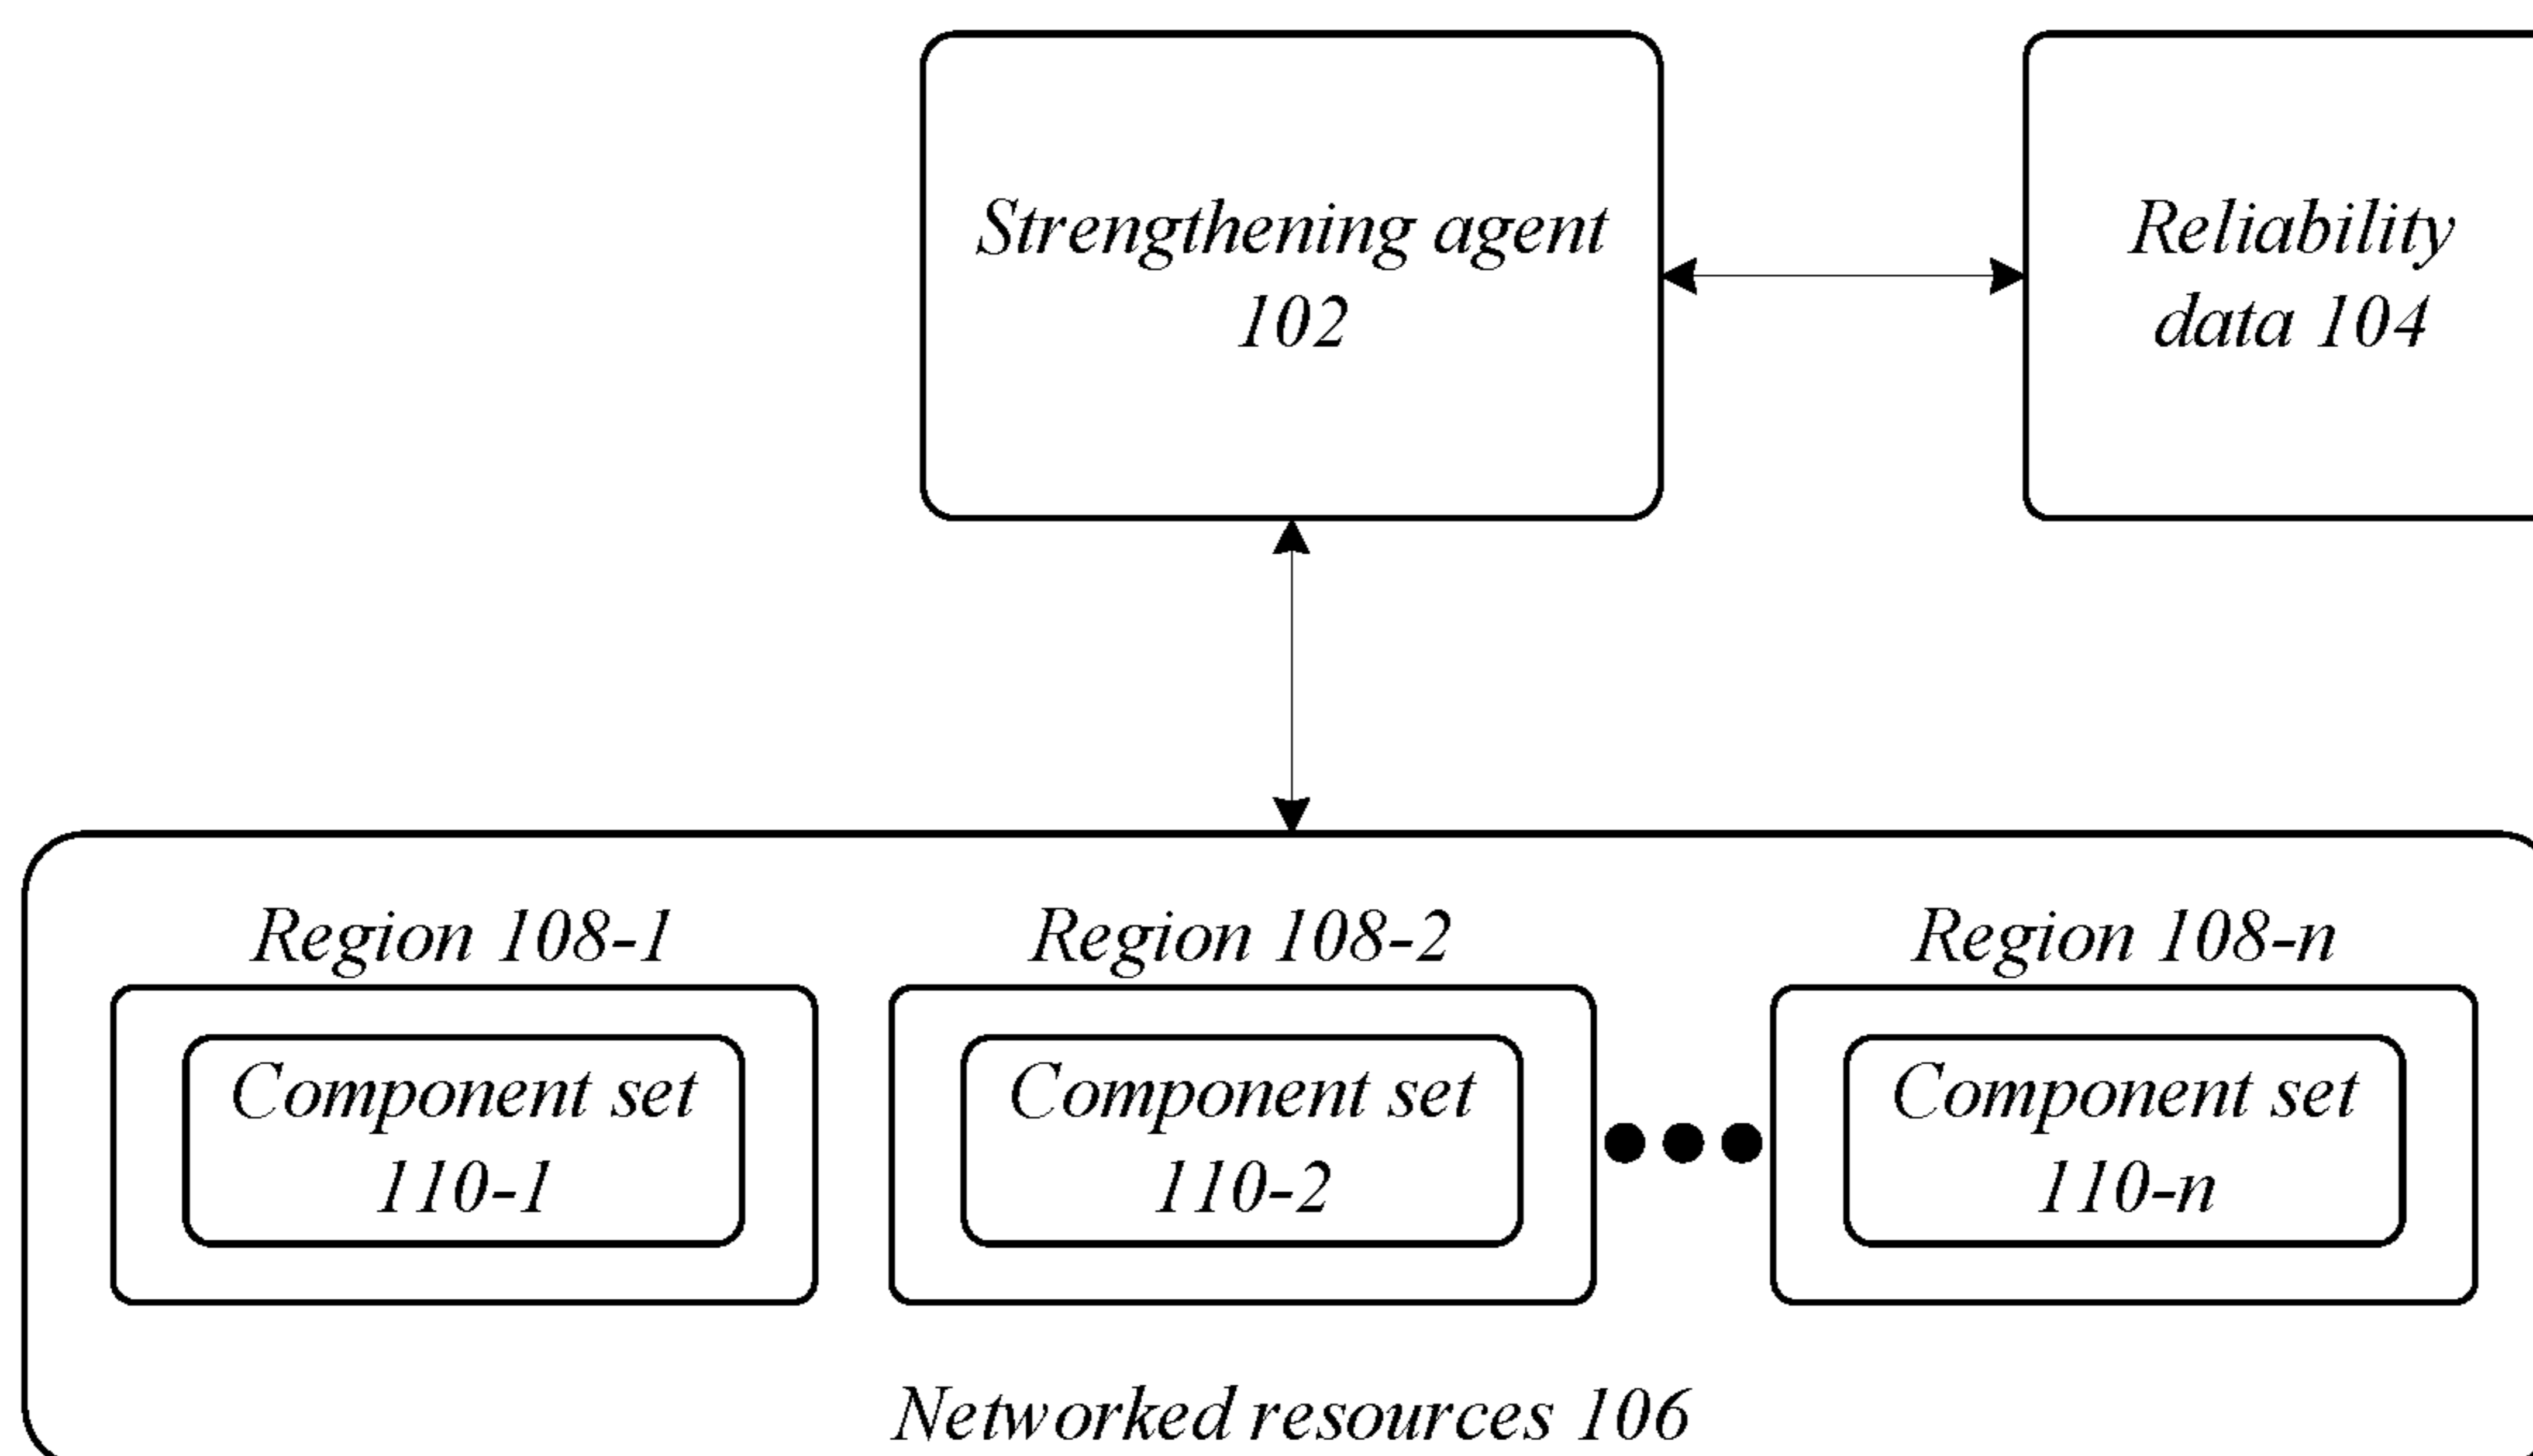 Strengthening agent
102
Reliability
data 104
Region 108-1
Region 108-2
Region 108-n
Component set
110-1
Component set
110-2
Component set
110-n
Networked resources 106